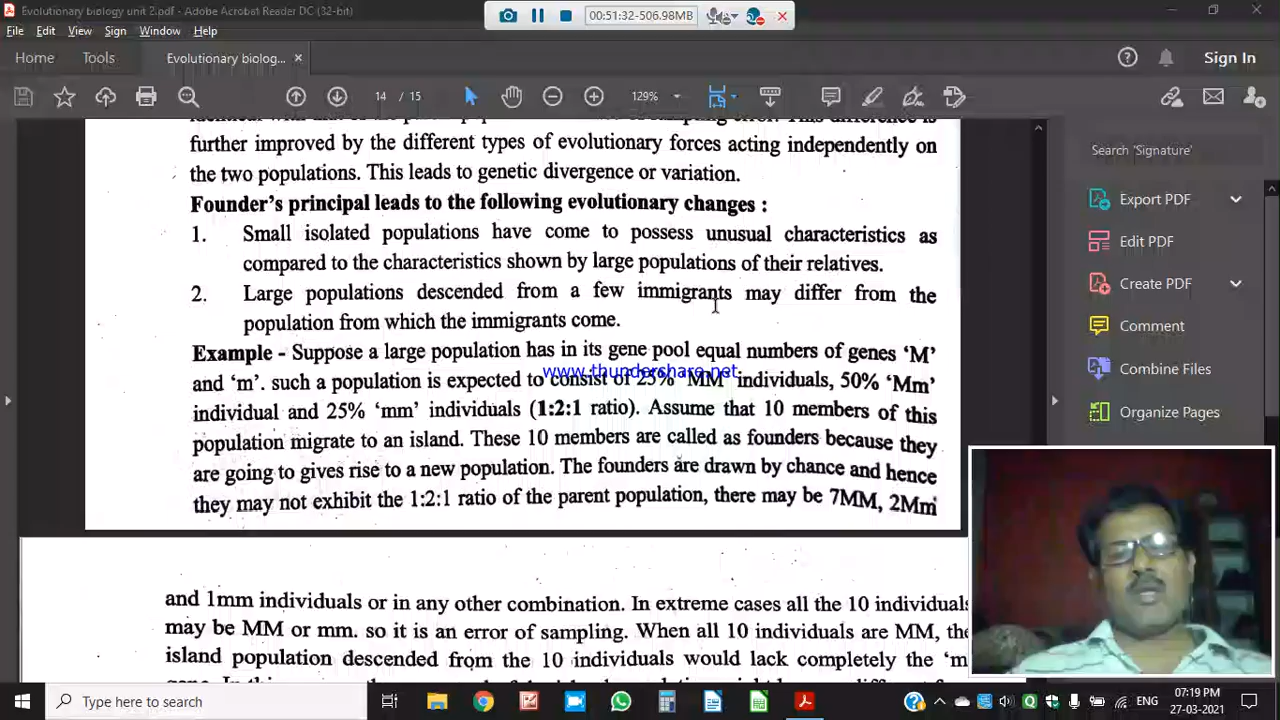 Evolutionary biology unit 2.pdf - Adobe Acrobat Reader DC (32-bit)
00:51:32-506.98MB
File Edit View Sign Window Help
Home Tools Evolutionary biolog... ×
Sign In
14 / 15
129%
further improved by the different types of evolutionary forces acting independently on
the two populations. This leads to genetic divergence or variation.
Founder's principal leads to the following evolutionary changes :
1. Small isolated populations have come to possess unusual characteristics as
compared to the characteristics shown by large populations of their relatives.
2. Large populations descended from a few immigrants may differ from the
population from which the immigrants come.
Example - Suppose a large population has in its gene pool equal numbers of genes 'M'
www.thundershare.net
and 'm'. such a population is expected to consist of 25% 'MM' individuals, 50% 'Mm'
individual and 25% 'mm' individuals (1:2:1 ratio). Assume that 10 members of this
population migrate to an island. These 10 members are called as founders because they
are going to gives rise to a new population. The founders are drawn by chance and hence
they may not exhibit the 1:2:1 ratio of the parent population, there may be 7MM, 2Mm
and 1mm individuals or in any other combination. In extreme cases all the 10 individuals
may be MM or mm. so it is an error of sampling. When all 10 individuals are MM, the
island population descended from the 10 individuals would lack completely the 'm
Search 'Signature'
Export PDF
Edit PDF
Create PDF
Comment
Combine Files
Organize Pages
Type here to search
ENG
07:19 PM
27-03-2021